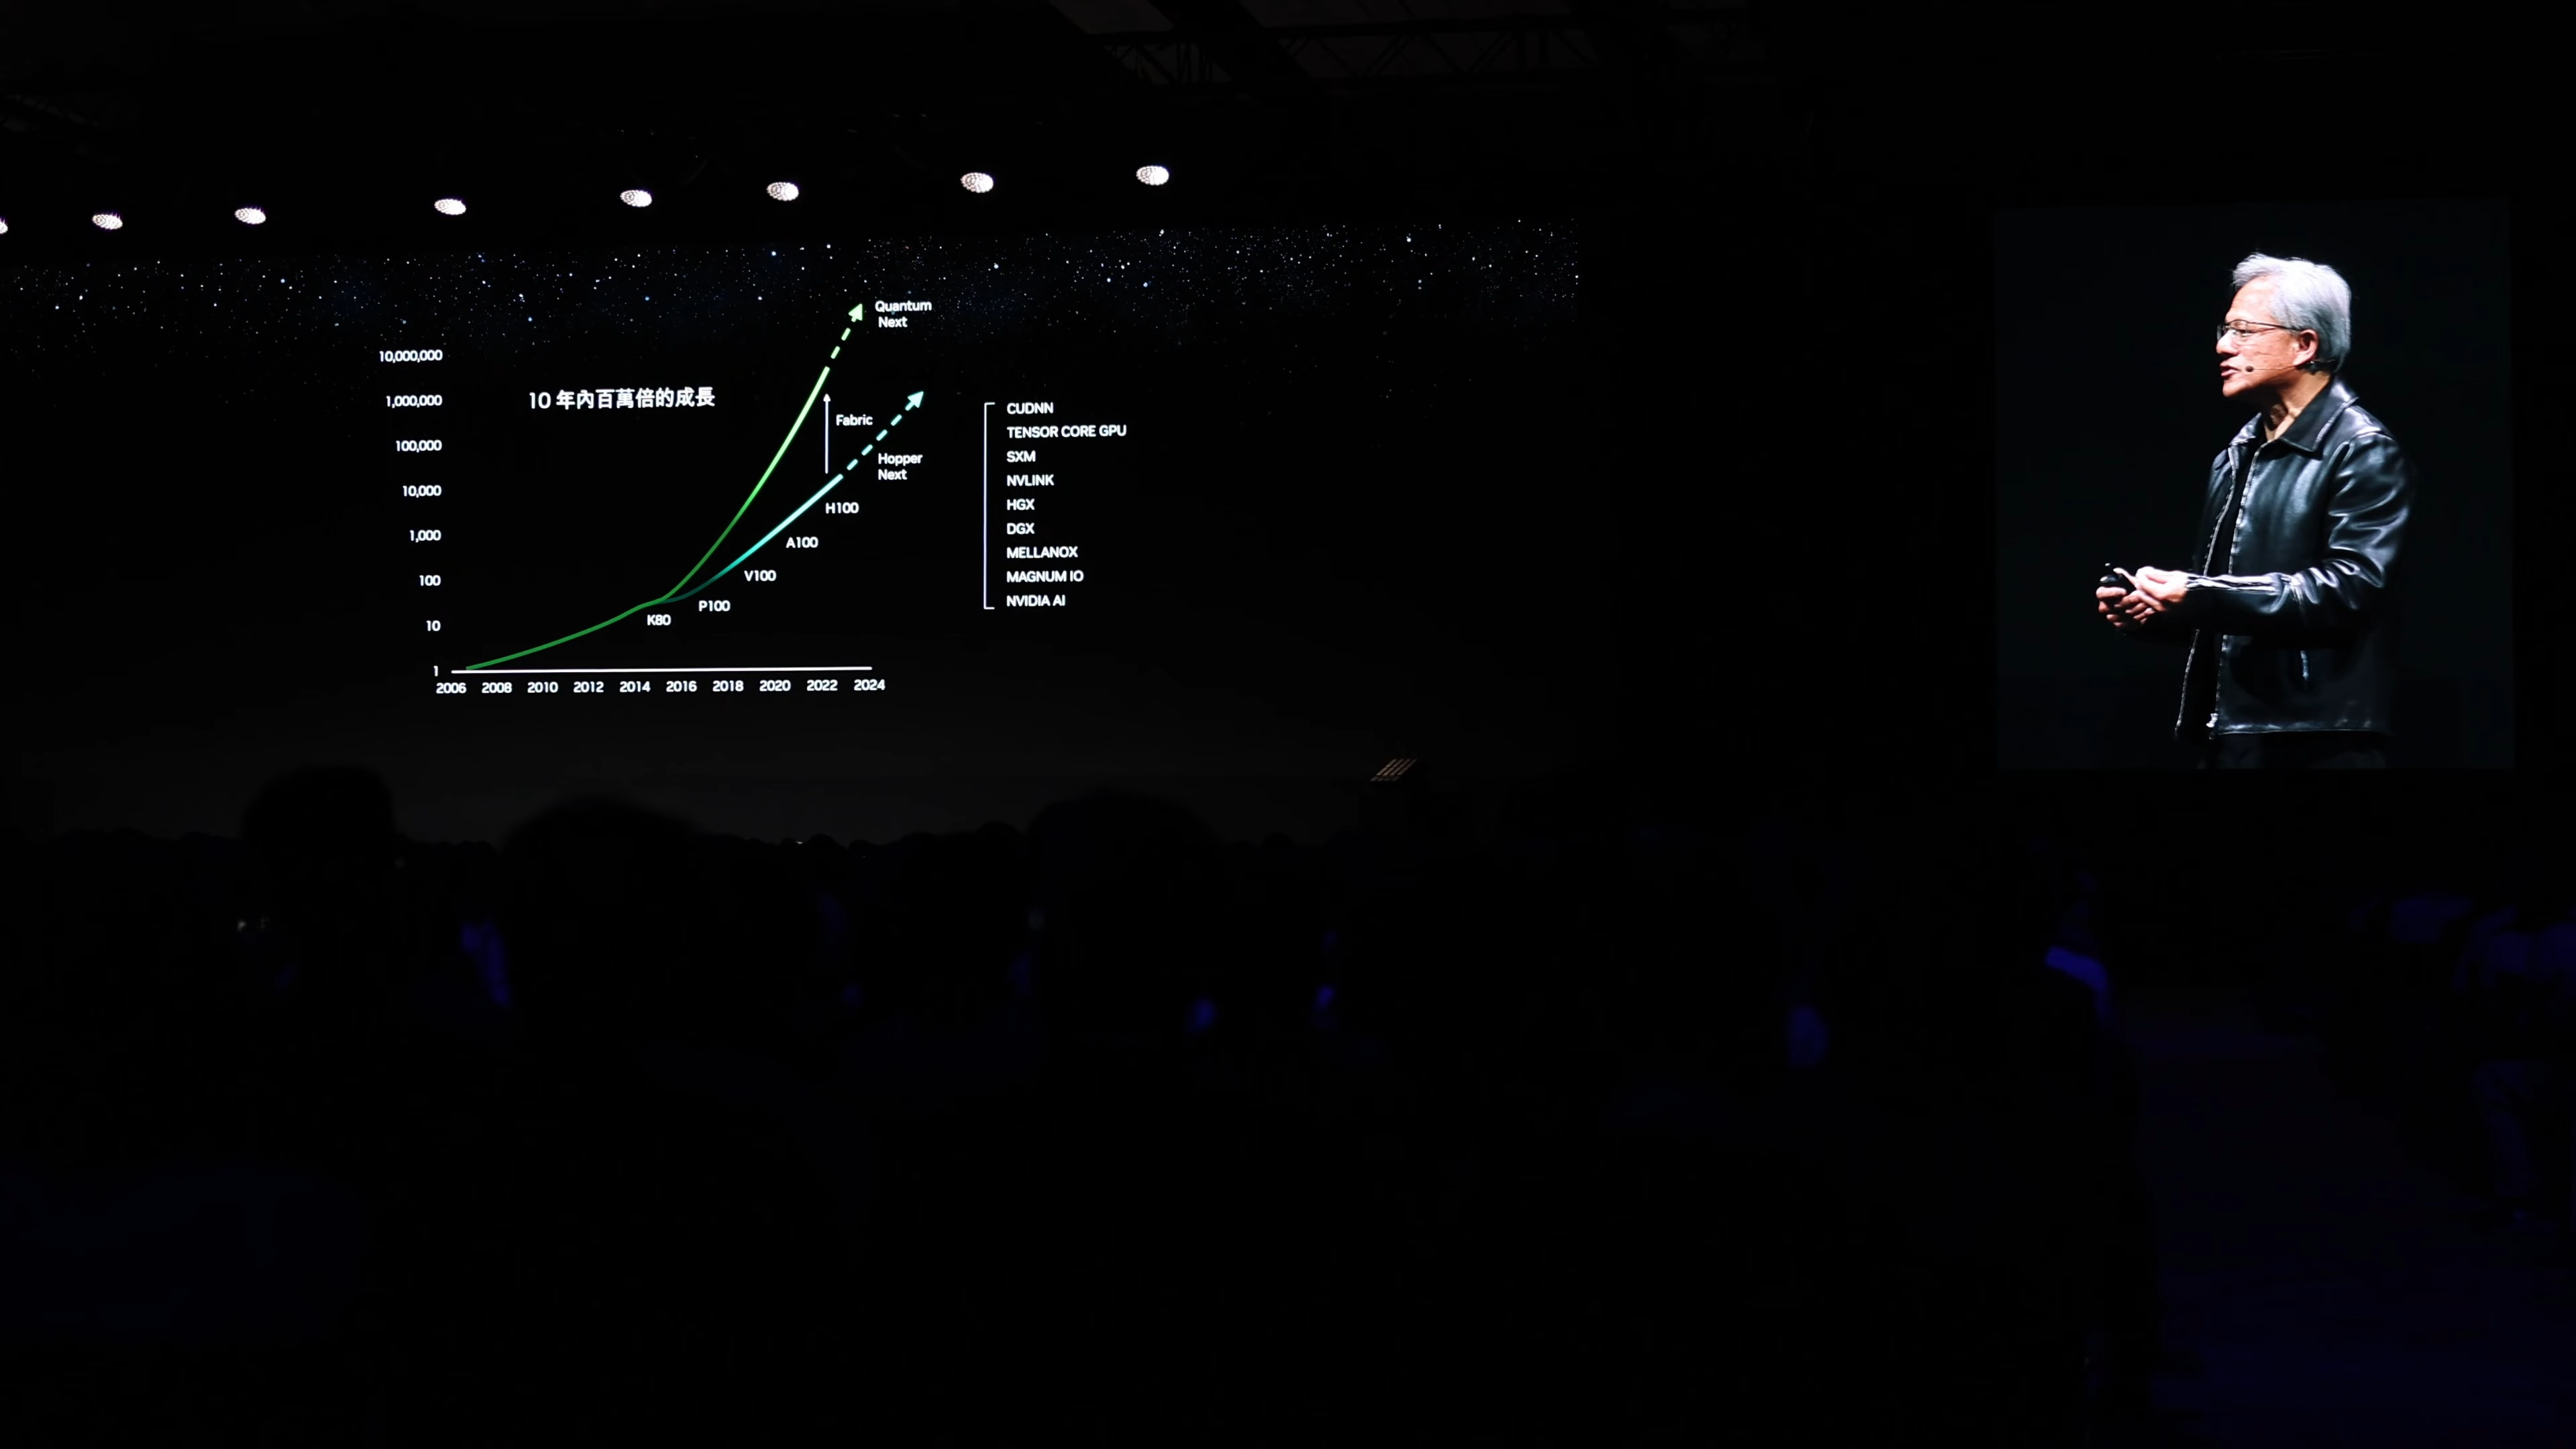 Quantum
Next
10,000,000
10 年內百萬倍的成長
1,000,000
100,000
10,000
1,000
100
10
1
Fabric
Hopper
Next
H100
A100
V100
P100
K80
2006 2008 2010 2012 2014 2016 2018 2020 2022 2024
CUDNN
TENSOR CORE GPU
SXM
NVLINK
HGX
DGX
MELLANOX
MAGNUM IO
NVIDIA AI